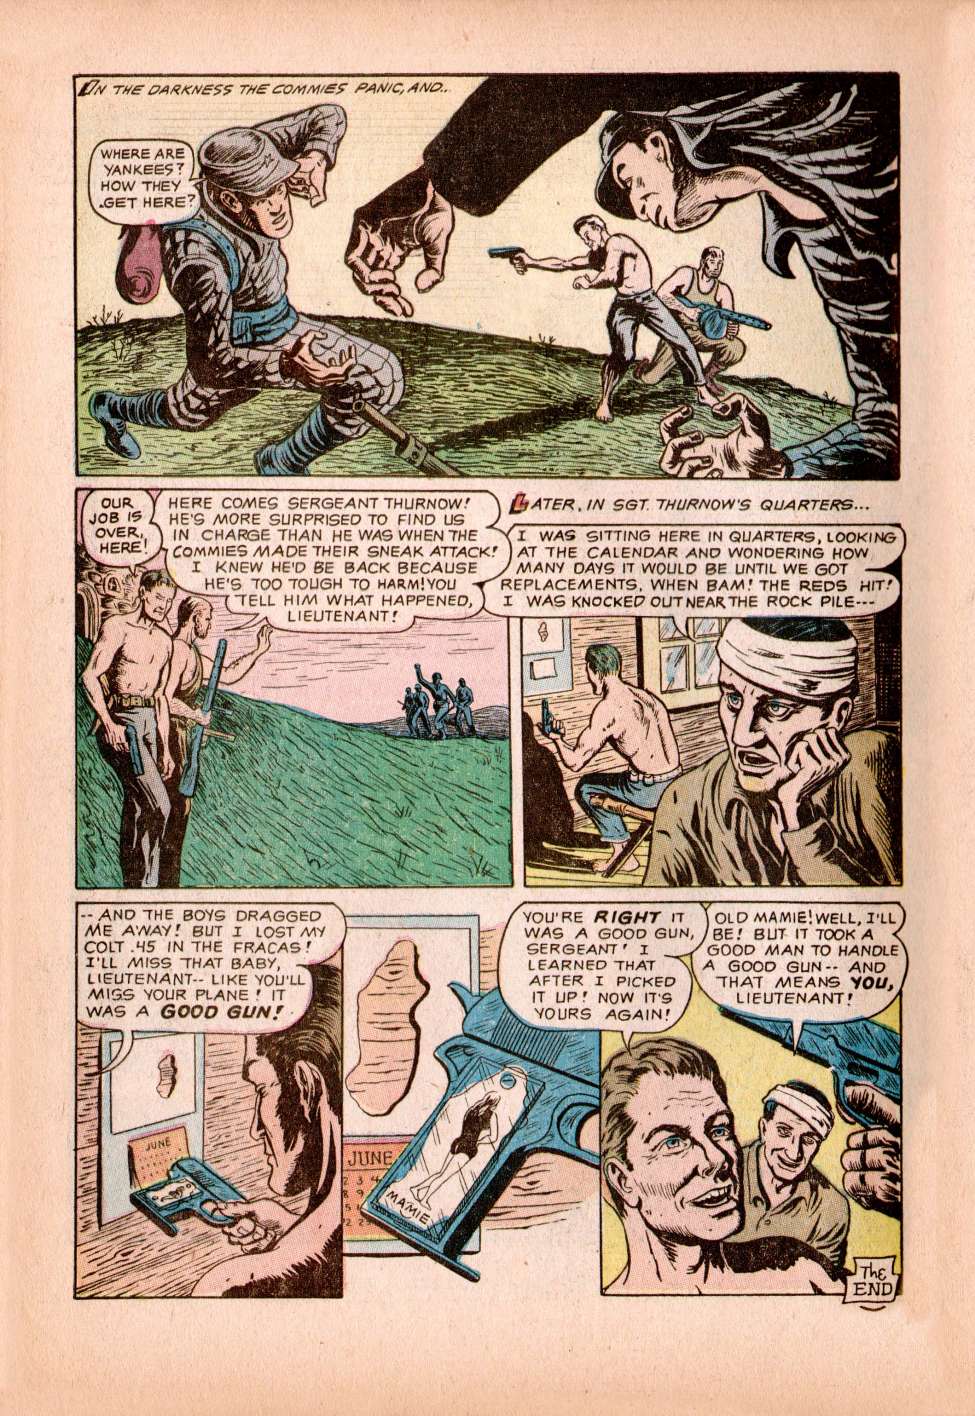 IN THE DARKNESS THE COMMIES PANIC, AND...
WHERE ARE
YANKEES?
HOW THEY
GET HERE?
OUR
JOB IS
OVER,
HERE!
HERE COMES SERGEANT THURNOW!
HE'S MORE SURPRISED TO FIND US
IN CHARGE THAN HE WAS WHEN THE
COMMIES MADE THEIR SNEAK ATTACK!
I KNEW HE'D BE BACK BECAUSE
HE'S TOO TOUGH TO HARM! YOU
TELL HIM WHAT HAPPENED,
LIEUTENANT!
LATER, IN SGT. THURNOW'S QUARTERS...
I WAS SITTING HERE IN QUARTERS, LOOKING
AT THE CALENDAR AND WONDERING HOW
MANY DAYS IT WOULD BE UNTIL WE GOT
REPLACEMENTS, WHEN BAM! THE REDS HIT!
I WAS KNOCKED OUT NEAR THE ROCK PILE---
-- AND THE BOYS DRAGGED
ME AWAY! BUT I LOST MY
COLT .45 IN THE FRACAS!
I'LL MISS THAT BABY,
LIEUTENANT-- LIKE YOU'LL
MISS YOUR PLANE! IT
WAS A GOOD GUN!
JUNE
JUNE
2 3 4
8 9
MAMIE
YOU'RE RIGHT IT
WAS A GOOD GUN,
SERGEANT! I
LEARNED THAT
AFTER I PICKED
IT UP! NOW IT'S
YOURS AGAIN!
OLD MAMIE! WELL, I'LL
BE! BUT IT TOOK A
GOOD MAN TO HANDLE
A GOOD GUN-- AND
THAT MEANS YOU,
LIEUTENANT!
THE
END